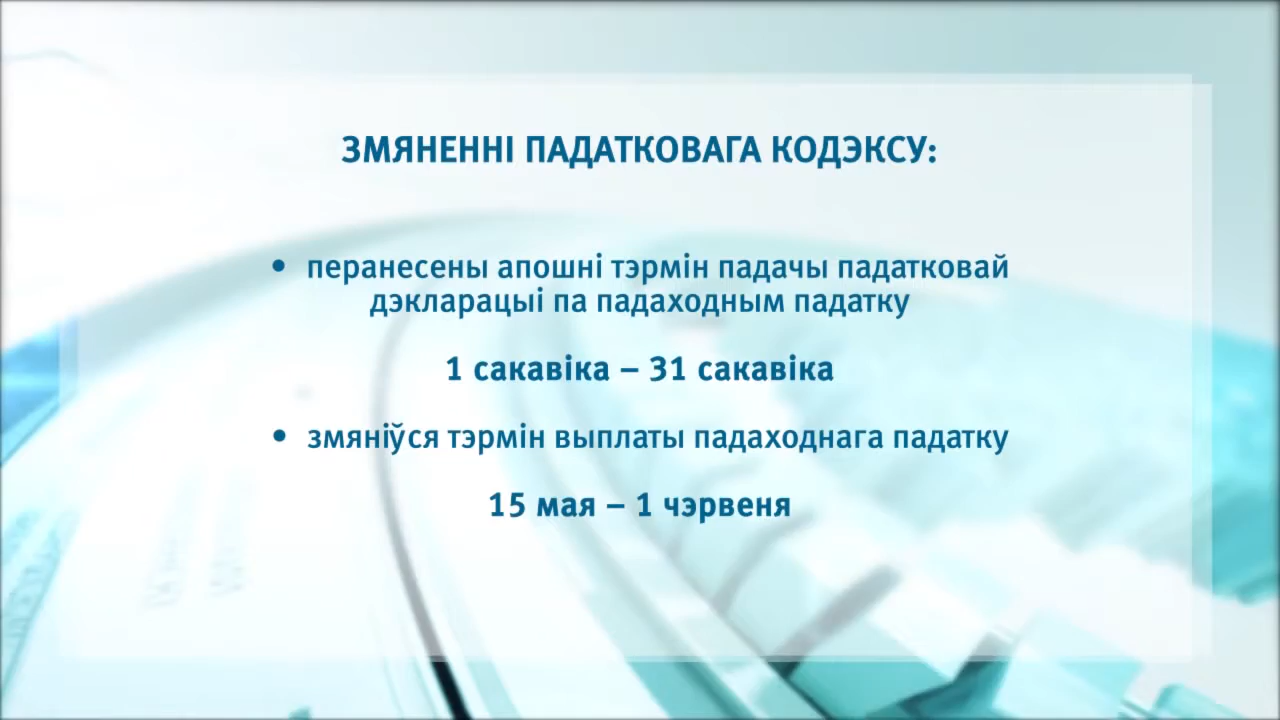 ЗМЯНЕННІ ПАДАТКОВАГА КОДЭКСУ:
• перанесены апошні тэрмін падачы падатковай
дэкларацыі па падаходным падатку
1 сакавіка – 31 сакавіка
• змяніўся тэрмін выплаты падаходнага падатку
15 мая – 1 чэрвеня